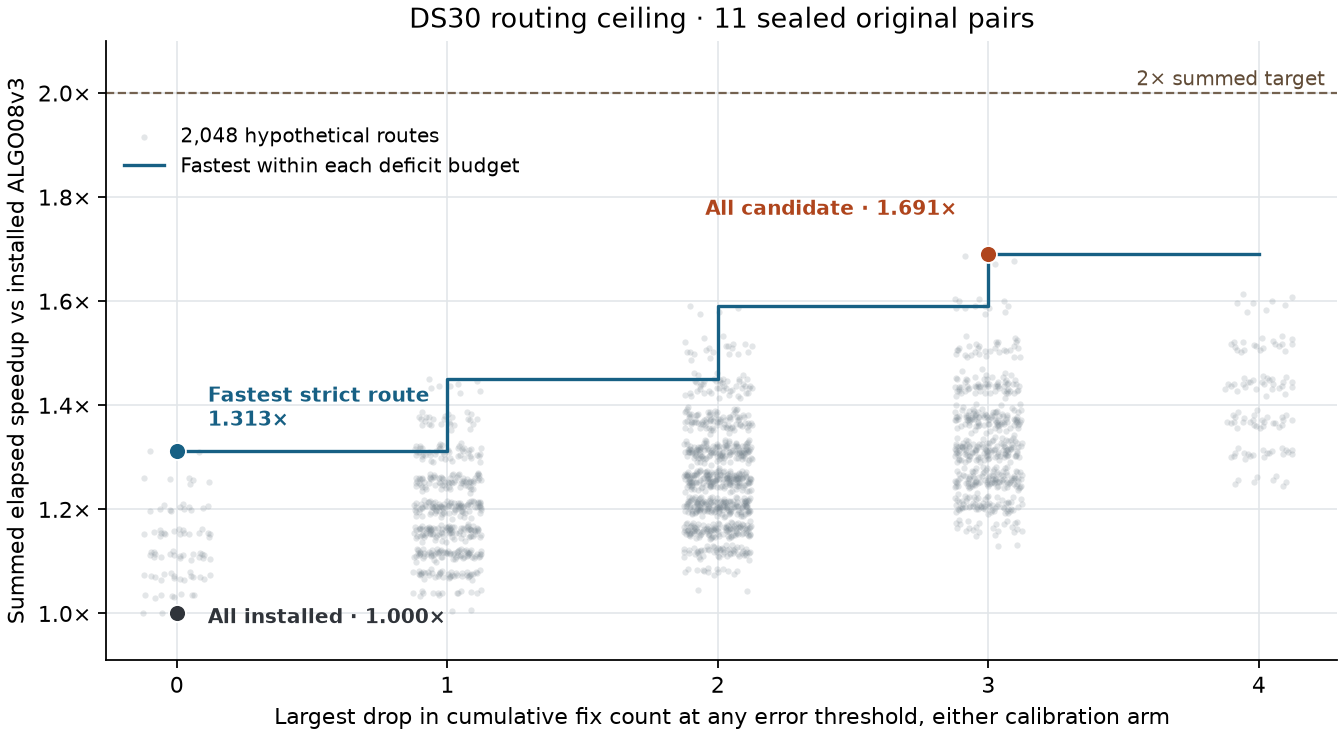 DS30 routing ceiling · 11 sealed original pairs
Summed elapsed speedup vs installed ALGO08v3
2.0×
1.8×
1.6×
1.4×
1.2×
1.0×
2× summed target
2,048 hypothetical routes
Fastest within each deficit budget
All candidate · 1.691×
Fastest strict route
1.313×
All installed · 1.000×
0
1
2
3
4
Largest drop in cumulative fix count at any error threshold, either calibration arm